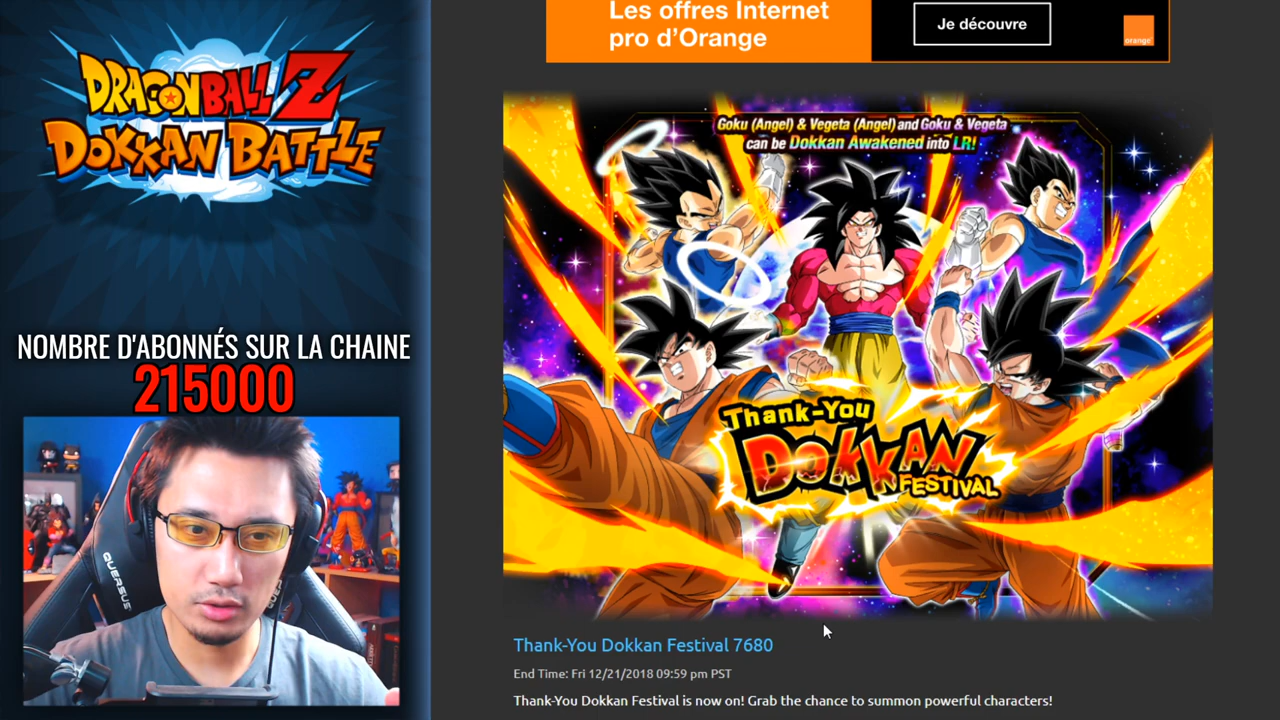 DRAGON BALL Z
DOKKAN BATTLE
NOMBRE D'ABONNÉS SUR LA CHAINE
215000
QUERSUS
Les offres Internet
pro d'Orange
Je découvre
orange
Goku (Angel) & Vegeta (Angel) and Goku & Vegeta
can be Dokkan Awakened into LR!
Thank-You
DOKKAN
FESTIVAL
Thank-You Dokkan Festival 7680
End Time: Fri 12/21/2018 09:59 pm PST
Thank-You Dokkan Festival is now on! Grab the chance to summon powerful characters!